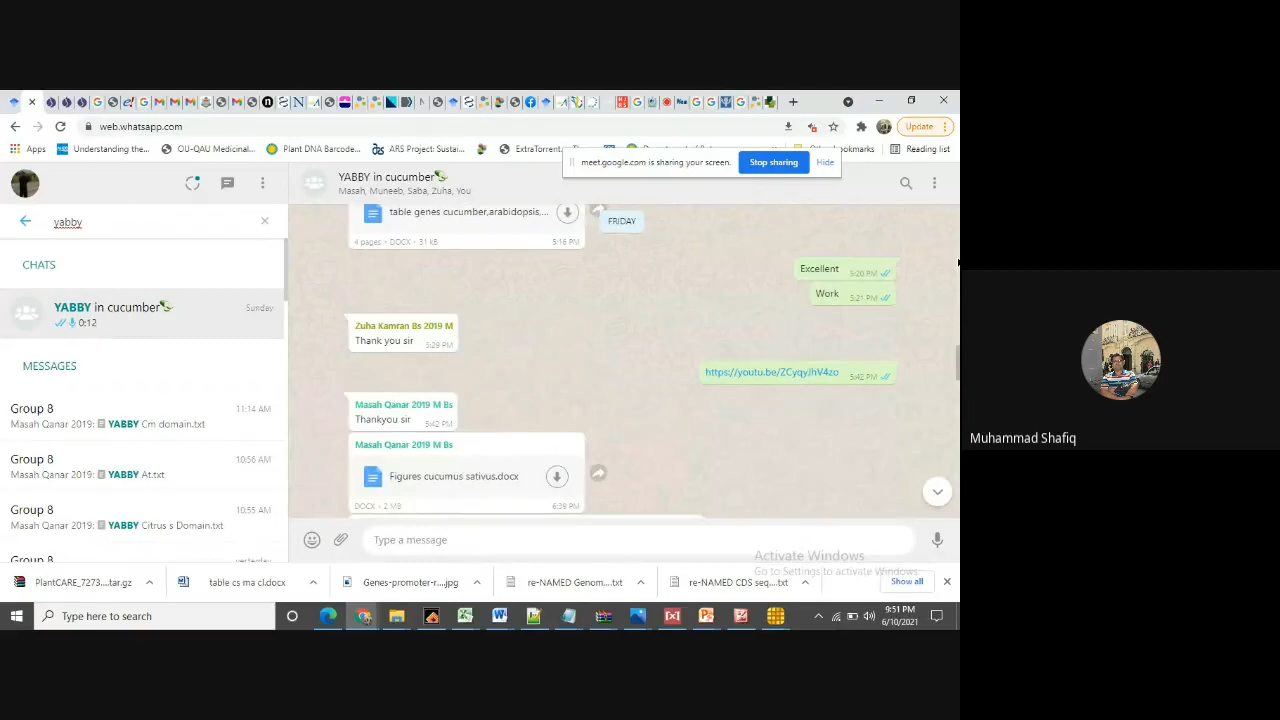 web.whatsapp.com
Update
Apps
Understanding the...
OU-QAU Medicinal...
Plant DNA Barcode...
ARS Project: Sustai...
ExtraTorrent...
Other bookmarks
Reading list
meet.google.com is sharing your screen.
Stop sharing
Hide
yabby
CHATS
YABBY in cucumber
Sunday
0:12
MESSAGES
Group 8
11:14 AM
Masah Qanar 2019: YABBY Cm domain.txt
Group 8
10:56 AM
Masah Qanar 2019: YABBY At.txt
Group 8
10:55 AM
Masah Qanar 2019: YABBY Citrus s Domain.txt
Group 8
yesterday
YABBY in cucumber
Masah, Muneeb, Saba, Zuha, You
table genes cucumber,arabidopsis,...
4 pages • DOCX • 31 kB
5:16 PM
FRIDAY
Excellent
5:20 PM
Work
5:21 PM
Zuha Kamran Bs 2019 M
Thank you sir
5:29 PM
https://youtu.be/ZCyqyJhV4zo
5:42 PM
Masah Qanar 2019 M Bs
Thankyou sir
5:42 PM
Masah Qanar 2019 M Bs
Figures cucumus sativus.docx
DOCX • 2 MB
6:39 PM
Type a message
Activate Windows
Go to Settings to activate Windows.
PlantCARE_7273....tar.gz
table cs ma cl.docx
Genes-promoter-r....jpg
re-NAMED Genom....txt
re-NAMED CDS seq....txt
Show all
Type here to search
9:51 PM
6/10/2021
Muhammad Shafiq